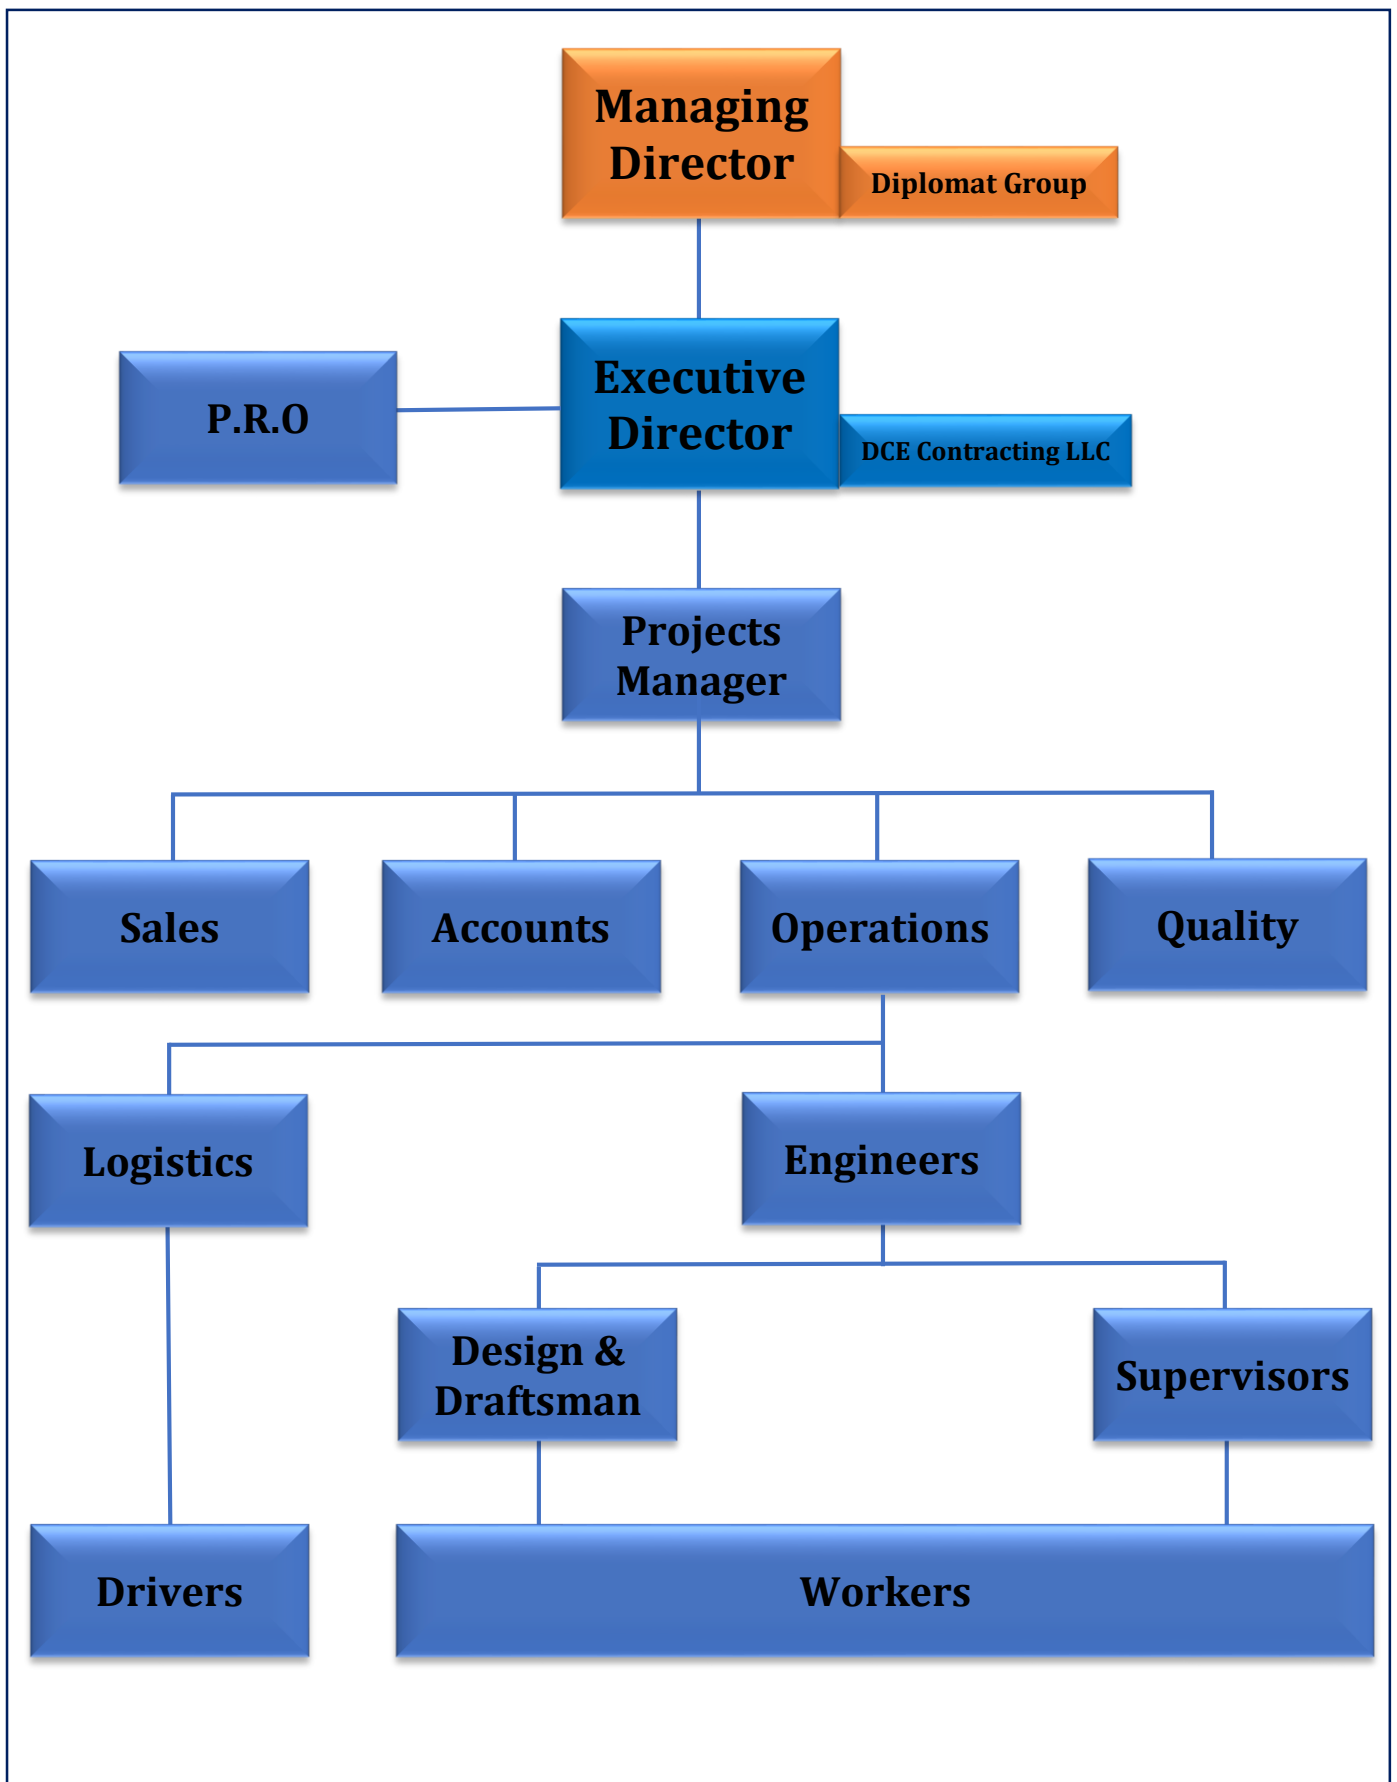 Managing
Director
Diplomat Group
P.R.O
Executive
Director
DCE Contracting LLC
Projects
Manager
Sales
Accounts
Operations
Quality
Logistics
Engineers
Design &
Draftsman
Supervisors
Drivers
Workers